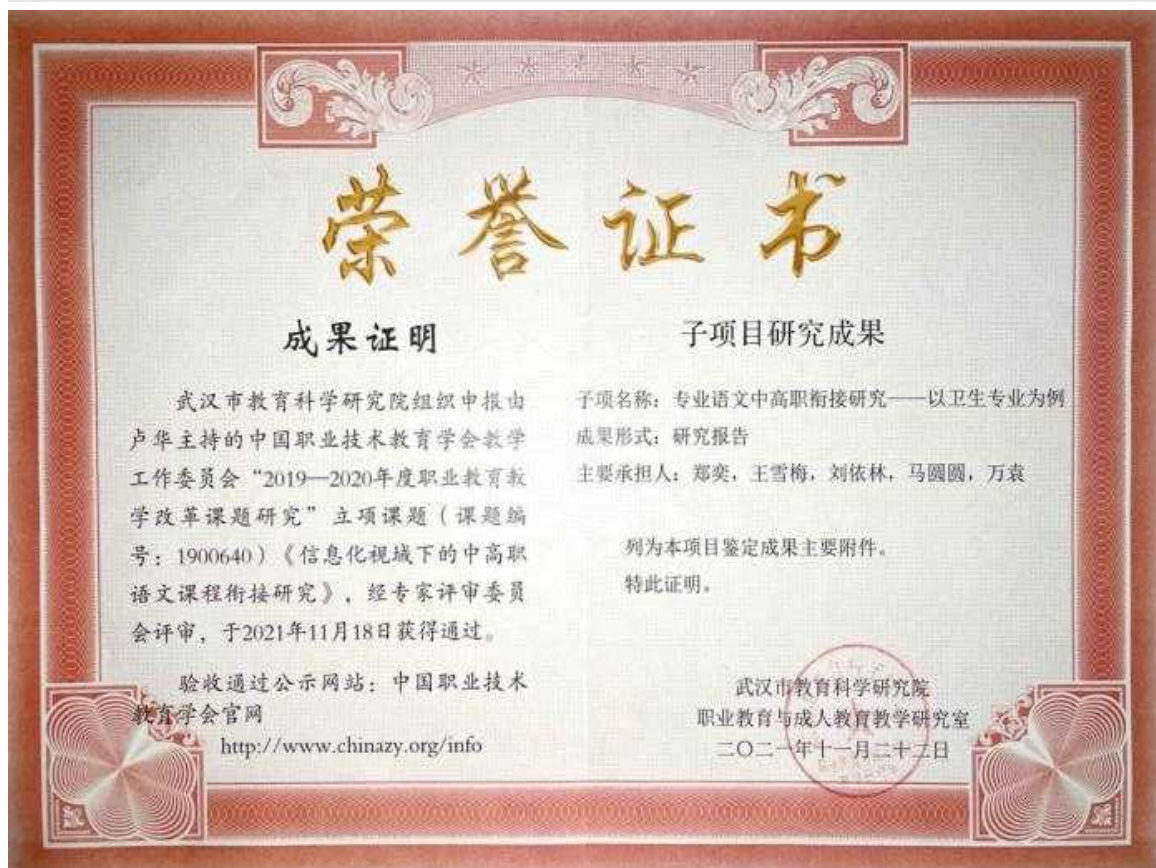 荣誉证书
成果证明
武汉市教育科学研究院组织申报由
卢华主持的中国职业技术教育学会教学
工作委员会“2019—2020年度职业教育教
学改革课题研究”立项课题（课题编
号：1900640）《信息化视域下的中高职
语文课程衔接研究》，经专家评审委员
会评审，于2021年11月18日获得通过。
验收通过公示网站：中国职业技术
教育学会官网
http://www.chinazy.org/info
子项目研究成果
子项名称：专业语文中高职衔接研究——以卫生专业为例
成果形式：研究报告
主要承担人：郑奕，王雪梅，刘依林，马圆圆，万袁
列为本项目鉴定成果主要附件。
特此证明。
武汉市教育科学研究院
职业教育与成人教育教学研究室
二〇二一年十一月二十二日